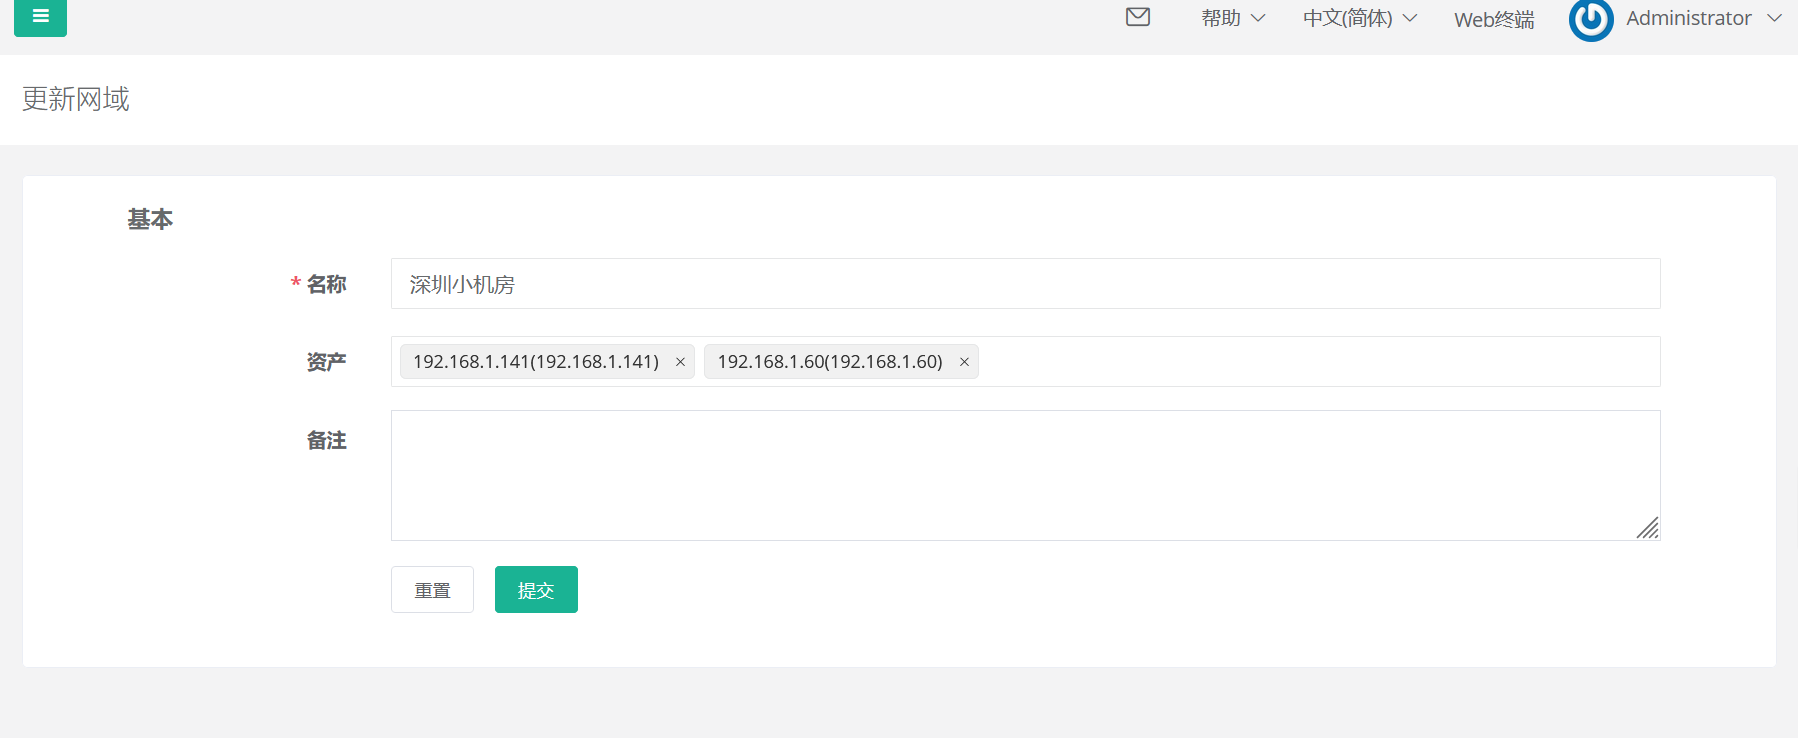 帮助 中文(简体) Web终端 Administrator
更新网域
基本
* 名称 深圳小机房
资产 192.168.1.141(192.168.1.141) × 192.168.1.60(192.168.1.60) ×
备注
重置 提交